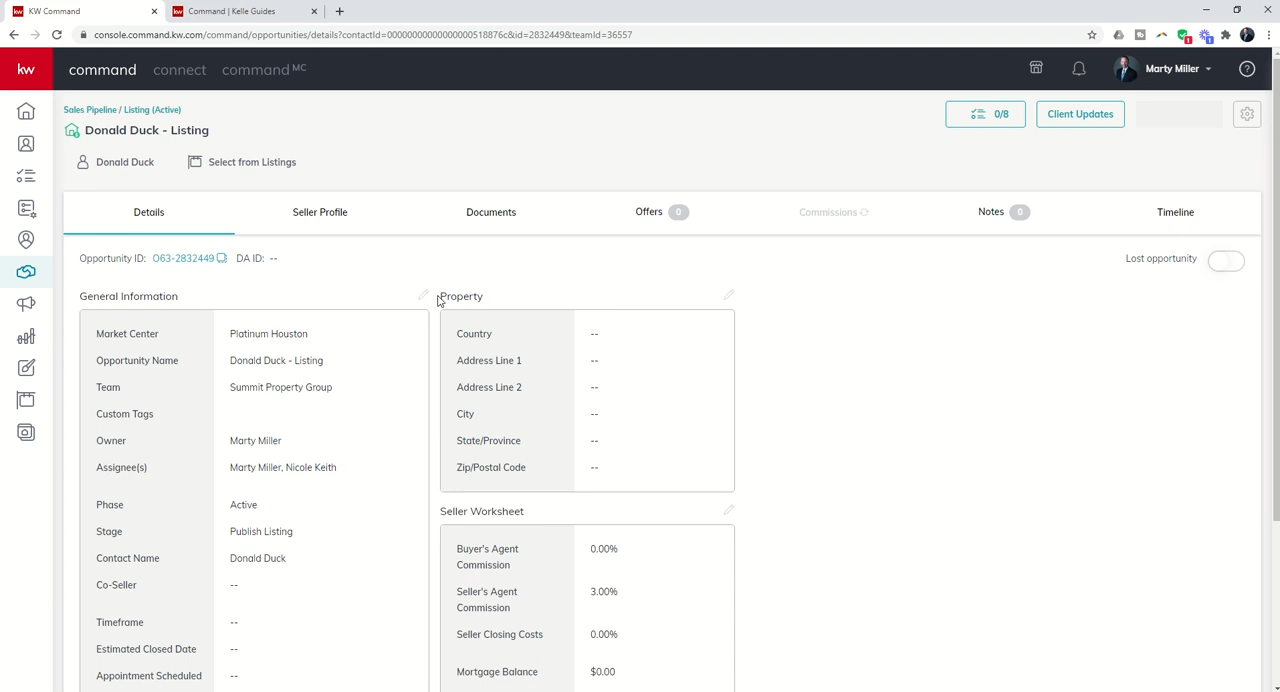 KW Command
Command | Kelle Guides
console.command.kw.com/command/opportunities/details?contactId=0000000000000000518876c&id=2832449&teamId=36557
kw command connect command MC Marty Miller
Sales Pipeline / Listing (Active)
Donald Duck - Listing
0/8 Client Updates
Donald Duck Select from Listings
Details Seller Profile Documents Offers 0 Commissions Notes 0 Timeline
Opportunity ID: O63-2832449 DA ID: -- Lost opportunity
General Information
Market Center Platinum Houston
Opportunity Name Donald Duck - Listing
Team Summit Property Group
Custom Tags
Owner Marty Miller
Assignee(s) Marty Miller, Nicole Keith
Phase Active
Stage Publish Listing
Contact Name Donald Duck
Co-Seller --
Timeframe --
Estimated Closed Date --
Appointment Scheduled --
Property
Country --
Address Line 1 --
Address Line 2 --
City --
State/Province --
Zip/Postal Code --
Seller Worksheet
Buyer's Agent 0.00%
Commission
Seller's Agent 3.00%
Commission
Seller Closing Costs 0.00%
Mortgage Balance $0.00